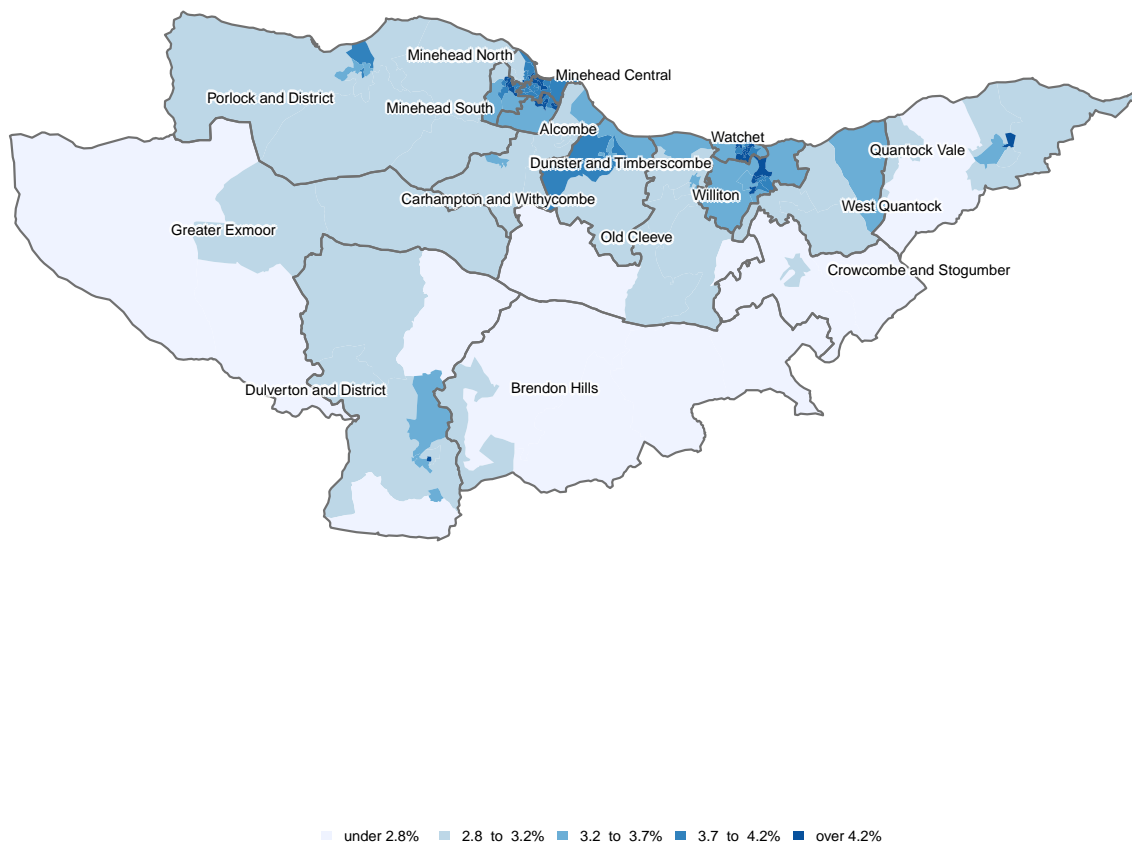 Minehead North
Minehead Central
Porlock and District
Minehead South
Alcombe
Watchet
Quantock Vale
Dunster and Timberscombe
Carhampton and Withycombe
Williton
West Quantock
Greater Exmoor
Old Cleeve
Crowcombe and Stogumber
Dulverton and District
Brendon Hills
under 2.8% 2.8 to 3.2% 3.2 to 3.7% 3.7 to 4.2% over 4.2%